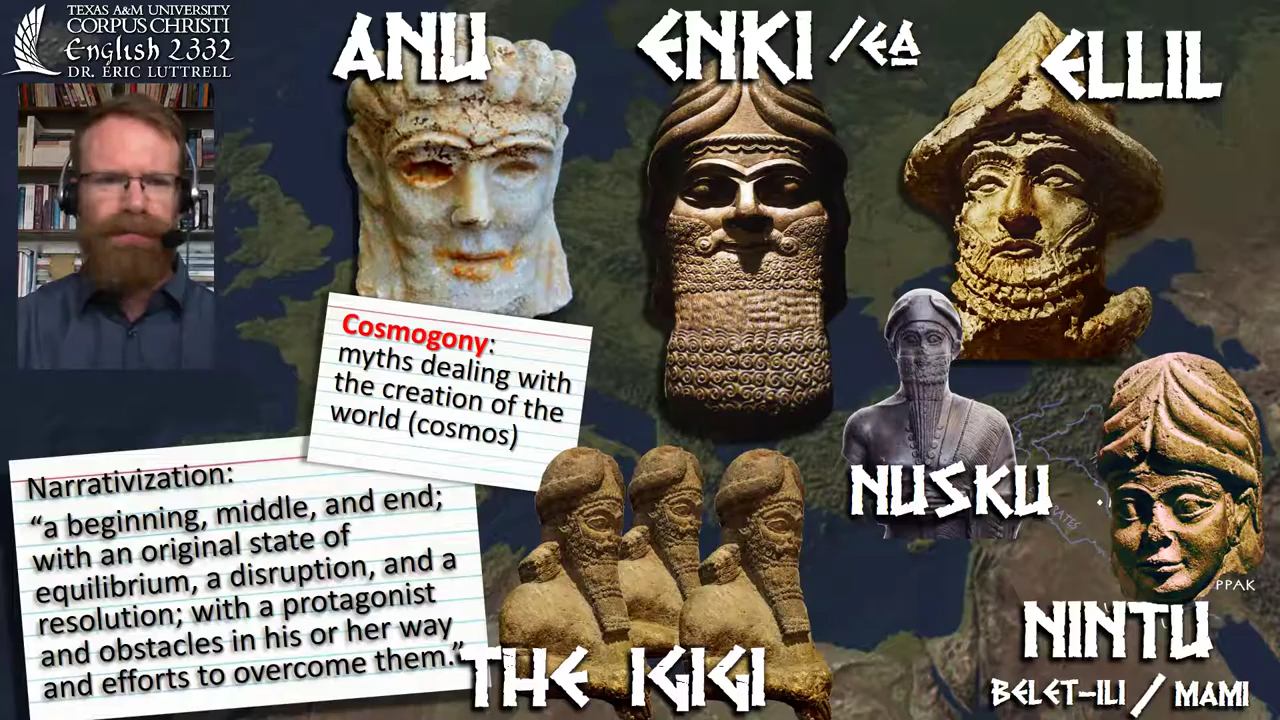 TEXAS A&M UNIVERSITY
CORPUS CHRISTI
English 2332
DR. ERIC LUTTRELL
ANU
ENKI /EA
ELLIL
Cosmogony:
myths dealing with
the creation of the
world (cosmos)
Narrativization:
“a beginning, middle, and end;
with an original state of
equilibrium, a disruption, and a
resolution; with a protagonist
and obstacles in his or her way
and efforts to overcome them.”
NUSKU
THE IGIGI
PPAK
NINTU
BELET-ILI / MAMI